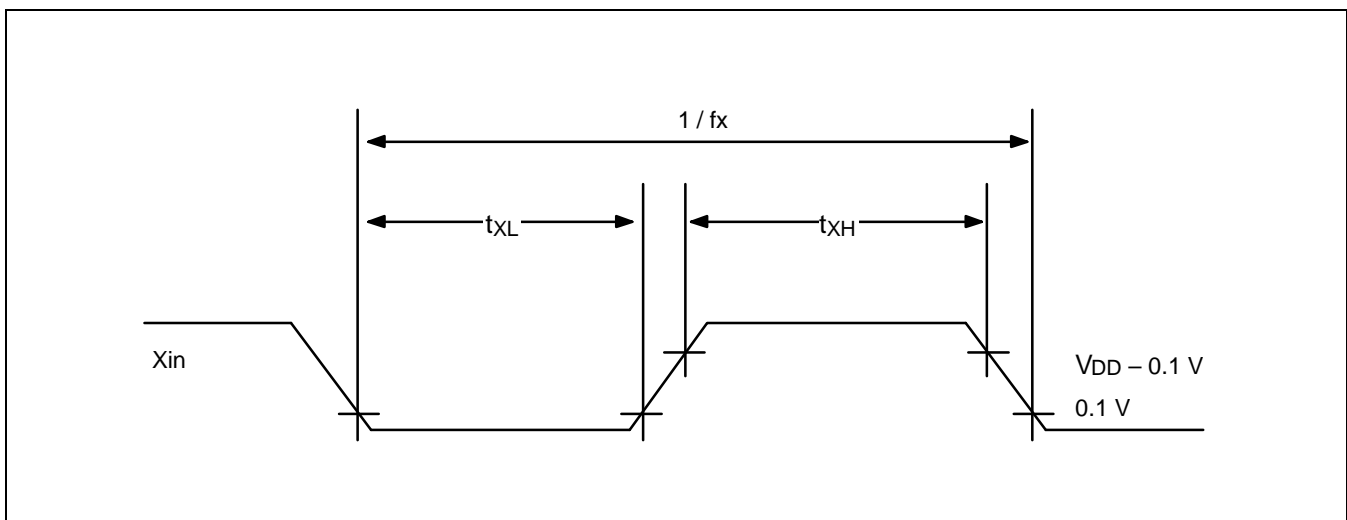 1 / fx
tXL
tXH
Xin
VDD – 0.1 V
0.1 V